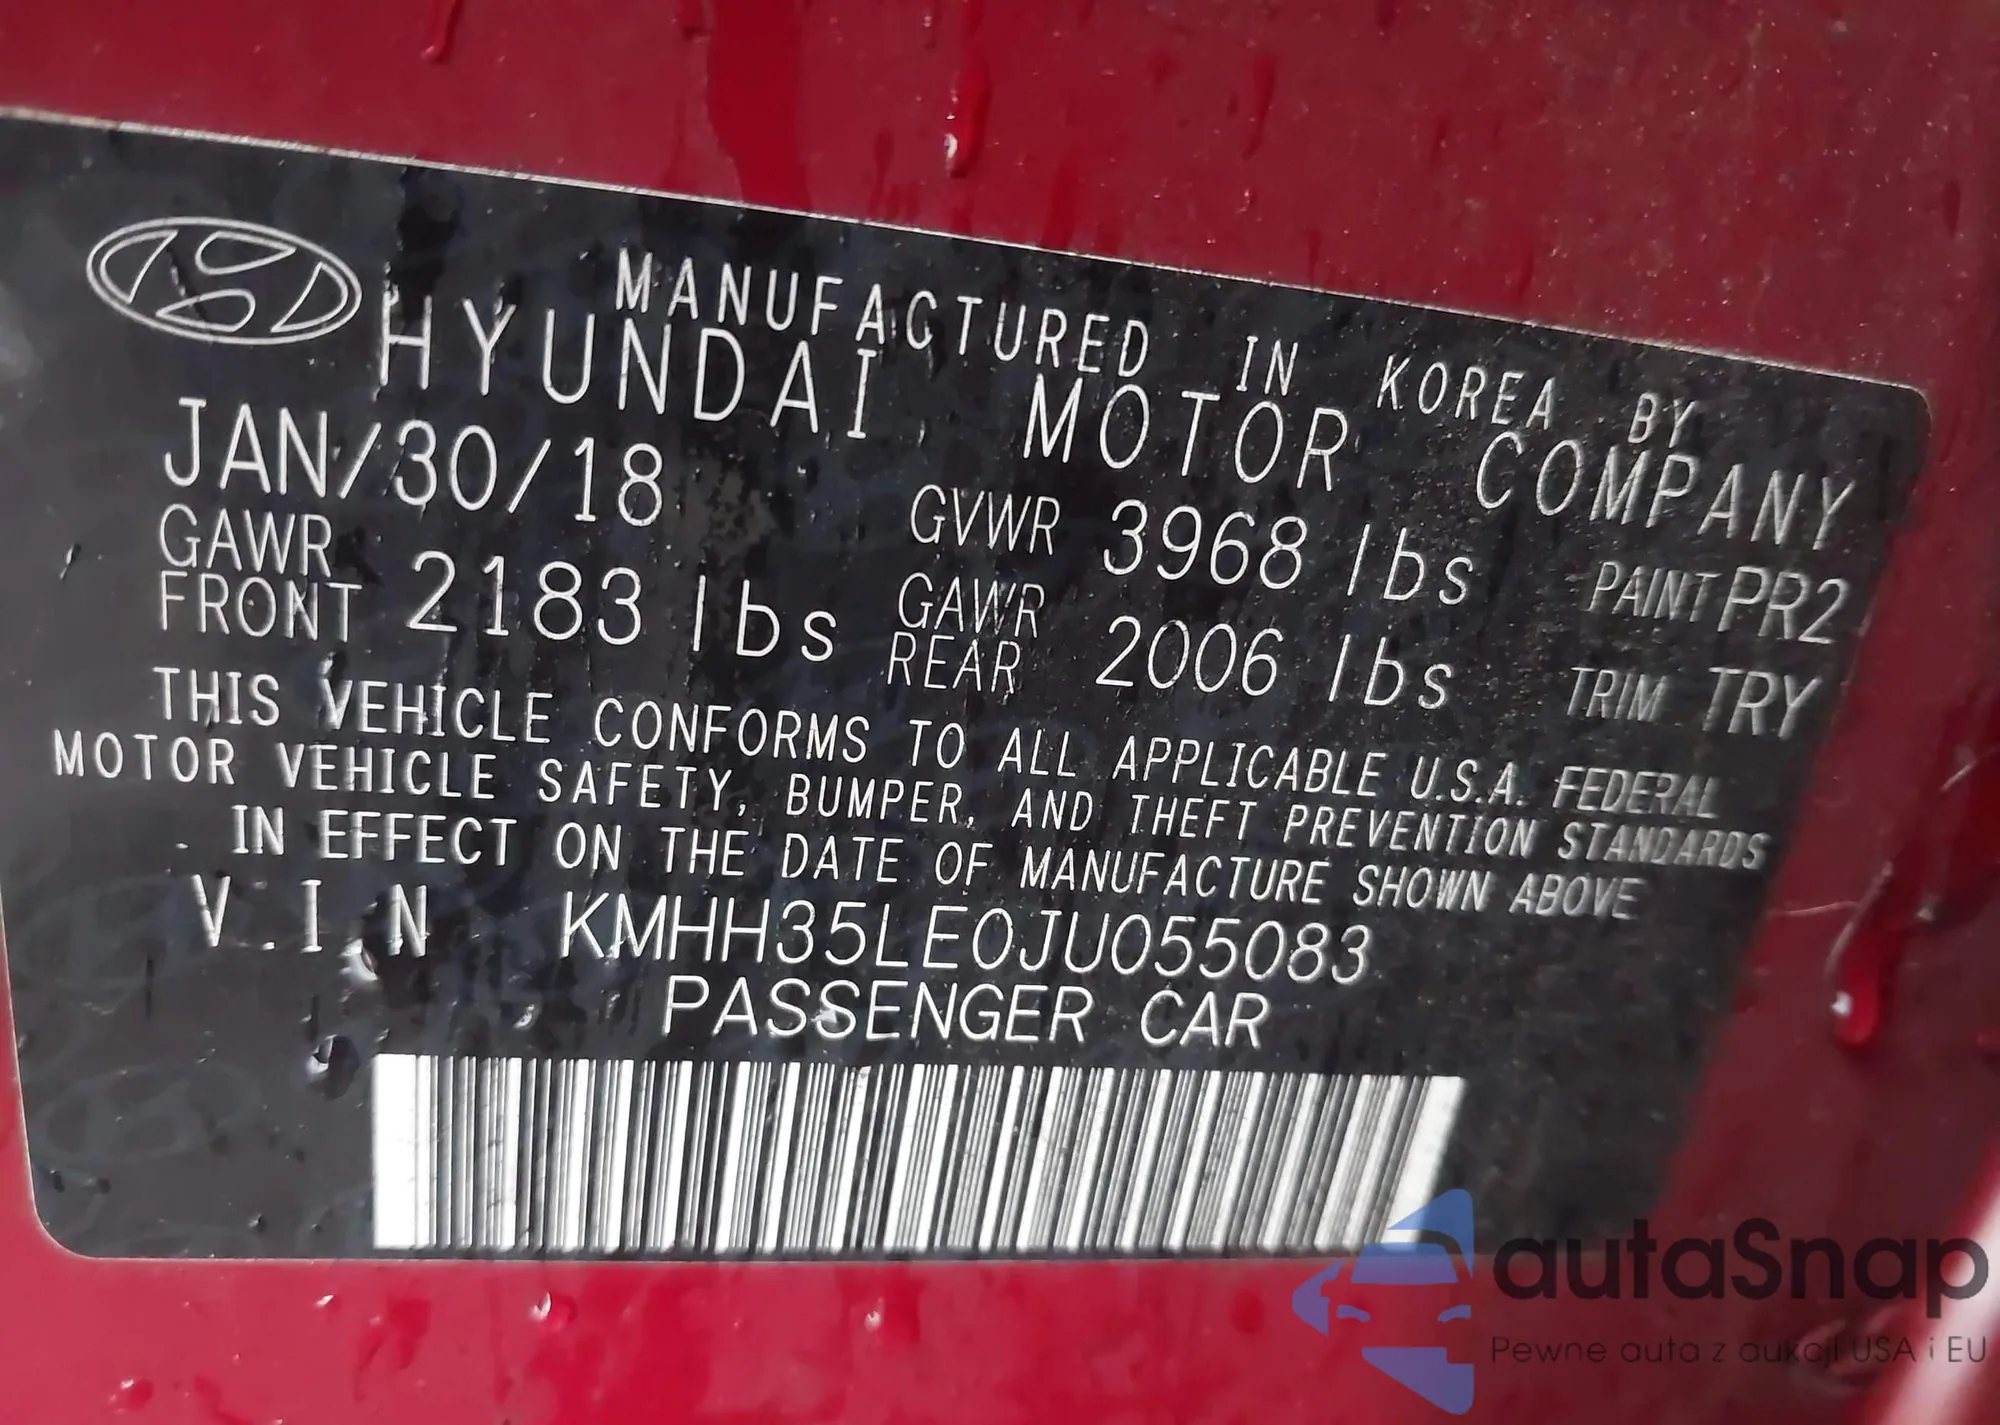 MANUFACTURED IN KOREA BY
HYUNDAI MOTOR COMPANY
JAN/30/18 GVWR 3968 lbs PAINT PR2
GAWR FRONT 2183 lbs GAWR REAR 2006 lbs TRIM TRY
THIS VEHICLE CONFORMS TO ALL APPLICABLE U.S.A. FEDERAL
MOTOR VEHICLE SAFETY, BUMPER, AND THEFT PREVENTION STANDARDS
IN EFFECT ON THE DATE OF MANUFACTURE SHOWN ABOVE
V.I.N KMHH35LE0JU055083
PASSENGER CAR
autaSnap
Pewne auta z aukcji USA i EU